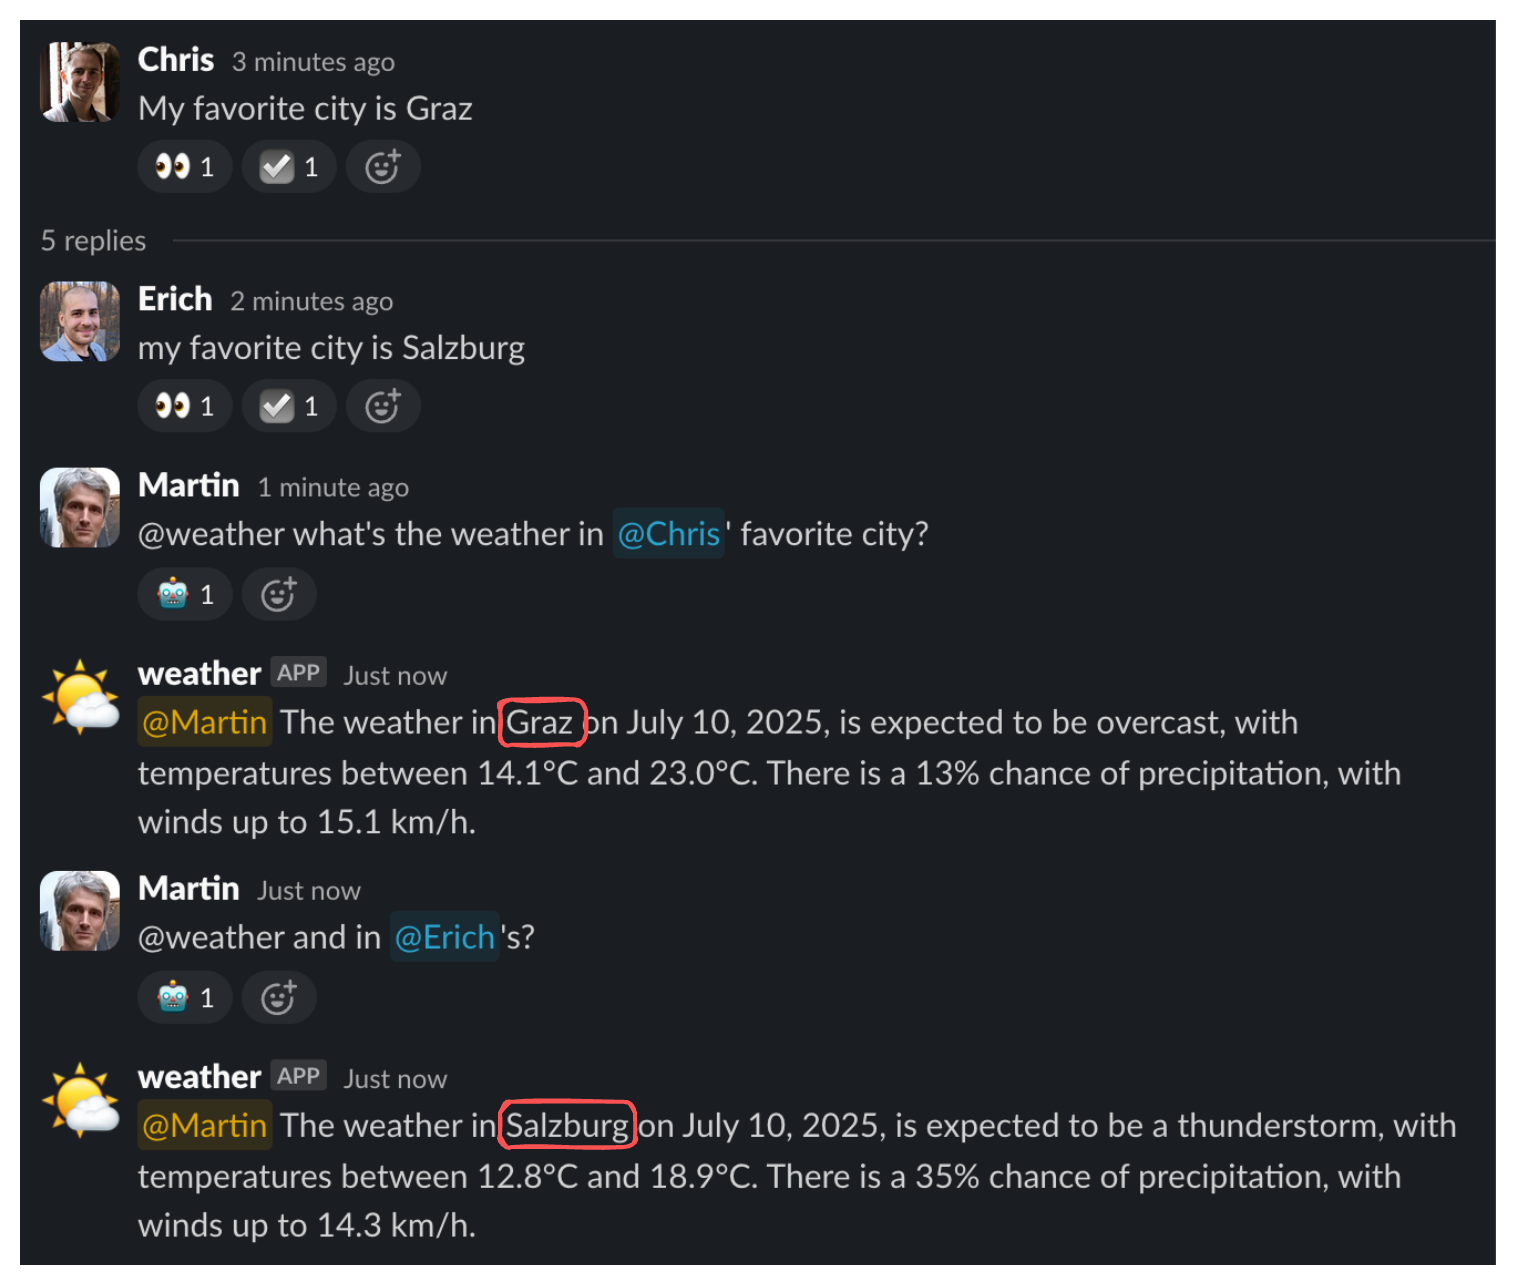 Chris 3 minutes ago
My favorite city is Graz
1 1
5 replies
Erich 2 minutes ago
my favorite city is Salzburg
1 1
Martin 1 minute ago
@weather what's the weather in @Chris' favorite city?
1
weather APP Just now
@Martin The weather in Graz on July 10, 2025, is expected to be overcast, with
temperatures between 14.1°C and 23.0°C. There is a 13% chance of precipitation, with
winds up to 15.1 km/h.
Martin Just now
@weather and in @Erich's?
1
weather APP Just now
@Martin The weather in Salzburg on July 10, 2025, is expected to be a thunderstorm, with
temperatures between 12.8°C and 18.9°C. There is a 35% chance of precipitation, with
winds up to 14.3 km/h.